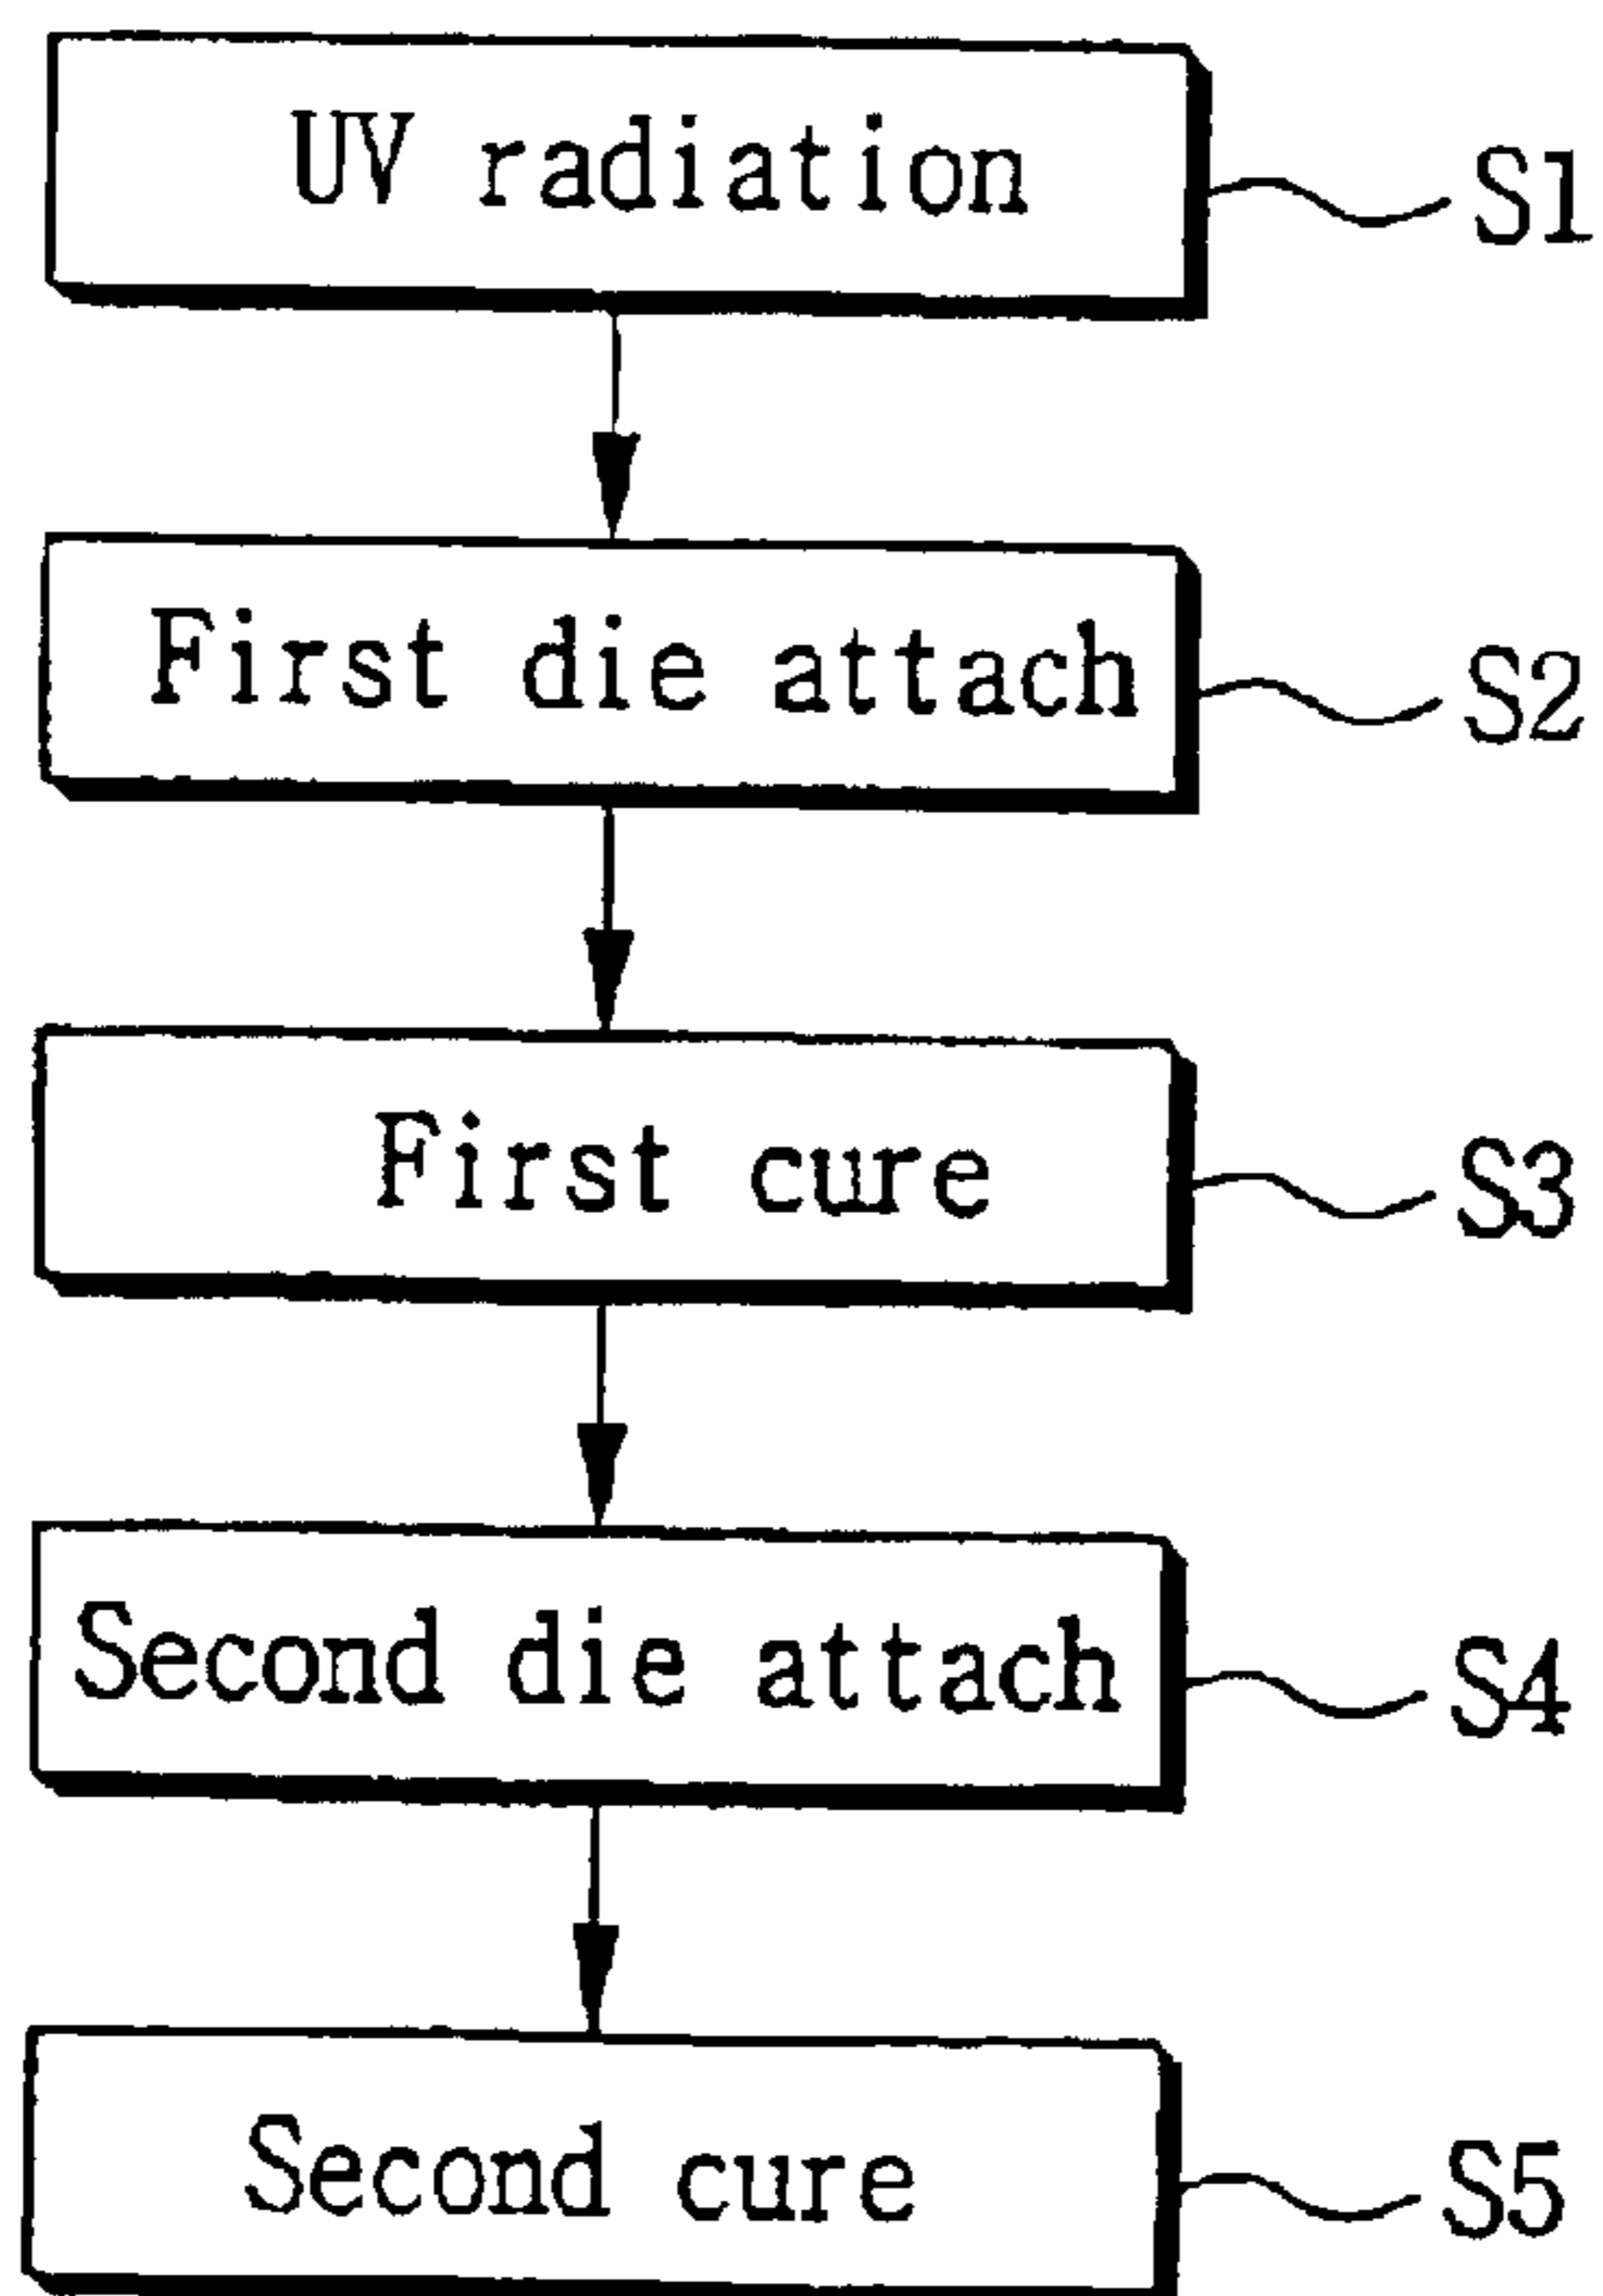 UV radiation S1
First die attach S2
First cure S3
Second die attach S4
Second cure S5